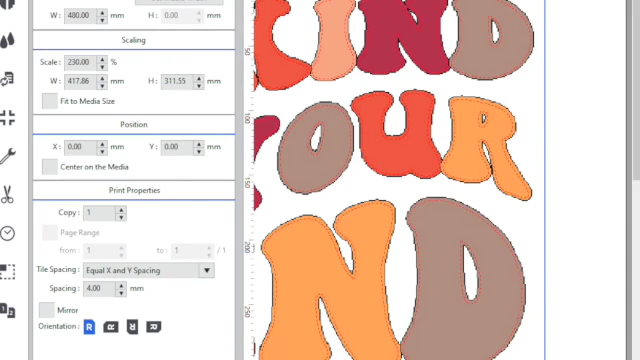 W : 480.00 mm H : 0.00 mm
Scaling
Scale : 230.00 %
W : 417.86 mm H : 311.55 mm
Fit to Media Size
Position
X : 0.00 mm Y : 0.00 mm
Center on the Media
Print Properties
Copy : 1
Page Range
from : 1 to : 1 / 1
Tile Spacing : Equal X and Y Spacing
Spacing : 4.00 mm
Mirror
Orientation : R R R R
50
100
150
200
250
LIND
YOUR
ND